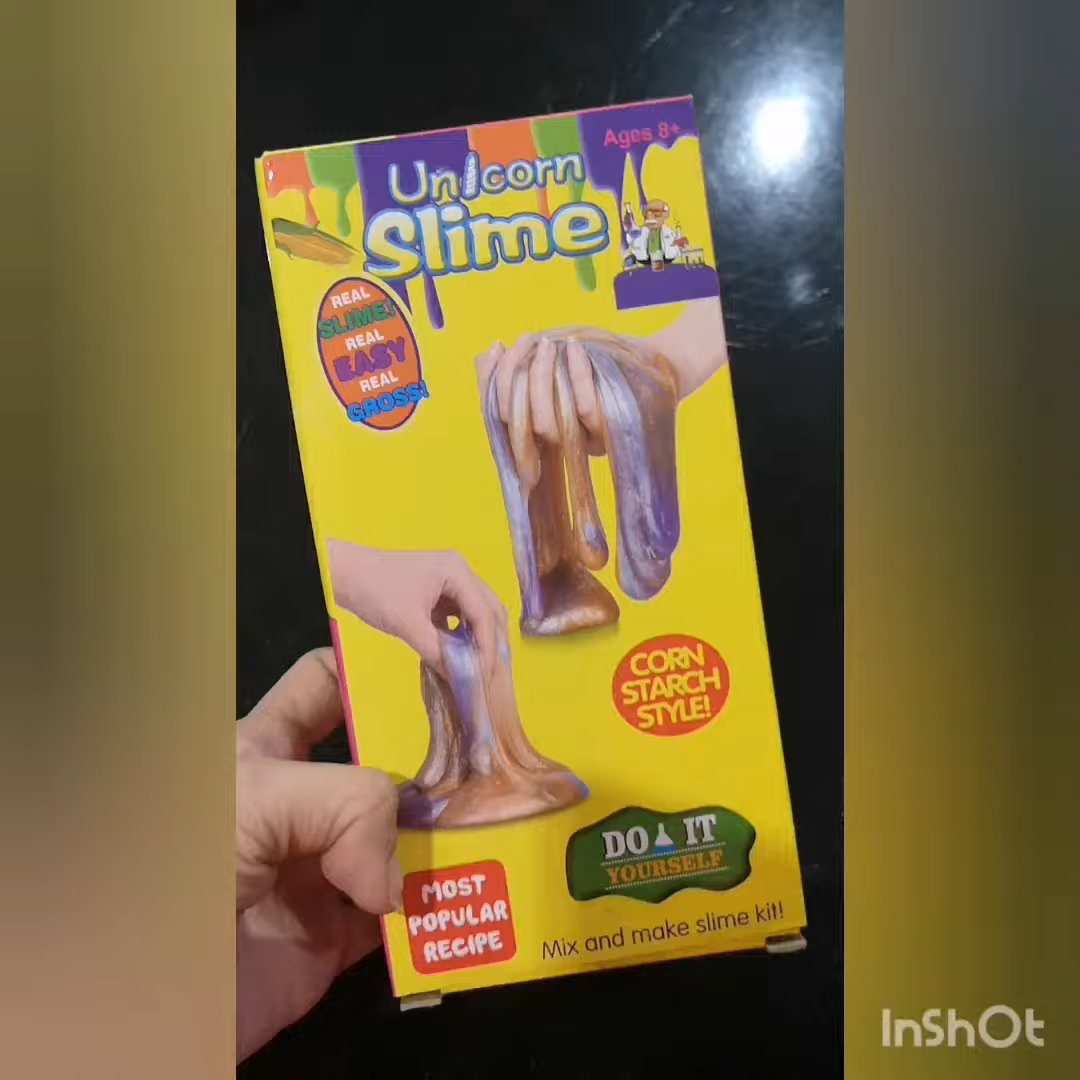 Ages 8+
Unicorn
Slime
REAL
SLIME!
REAL
EASY
REAL
GROSS!
CORN
STARCH
STYLE!
DO IT
YOURSELF
MOST
POPULAR
RECIPE
Mix and make slime kit!
InShOt